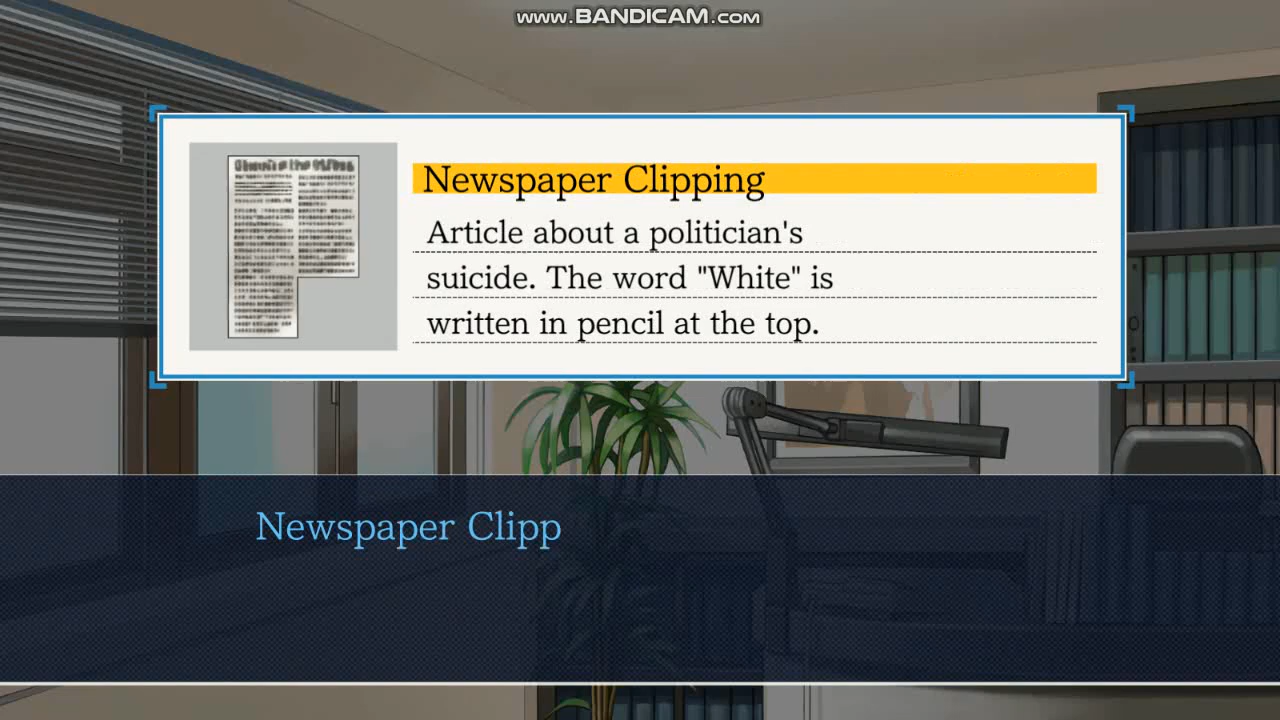 www.BANDICAM.com
Newspaper Clipping
Article about a politician's
suicide. The word "White" is
written in pencil at the top.
Newspaper Clipp